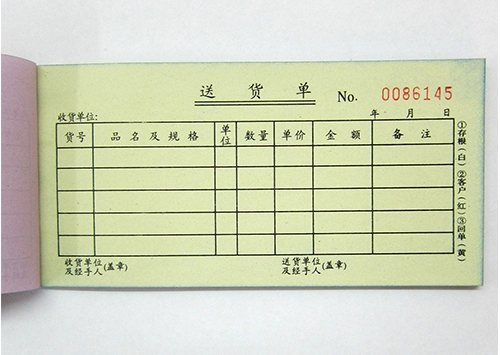 送货单 No. 0086145
收货单位: 年 月 日
货号 品名及规格 单位 数量 单价 金额 备注
①存根(白)②客户(红)③回单(黄)
收货单位及经手人(盖章) 送货单位及经手人(盖章)